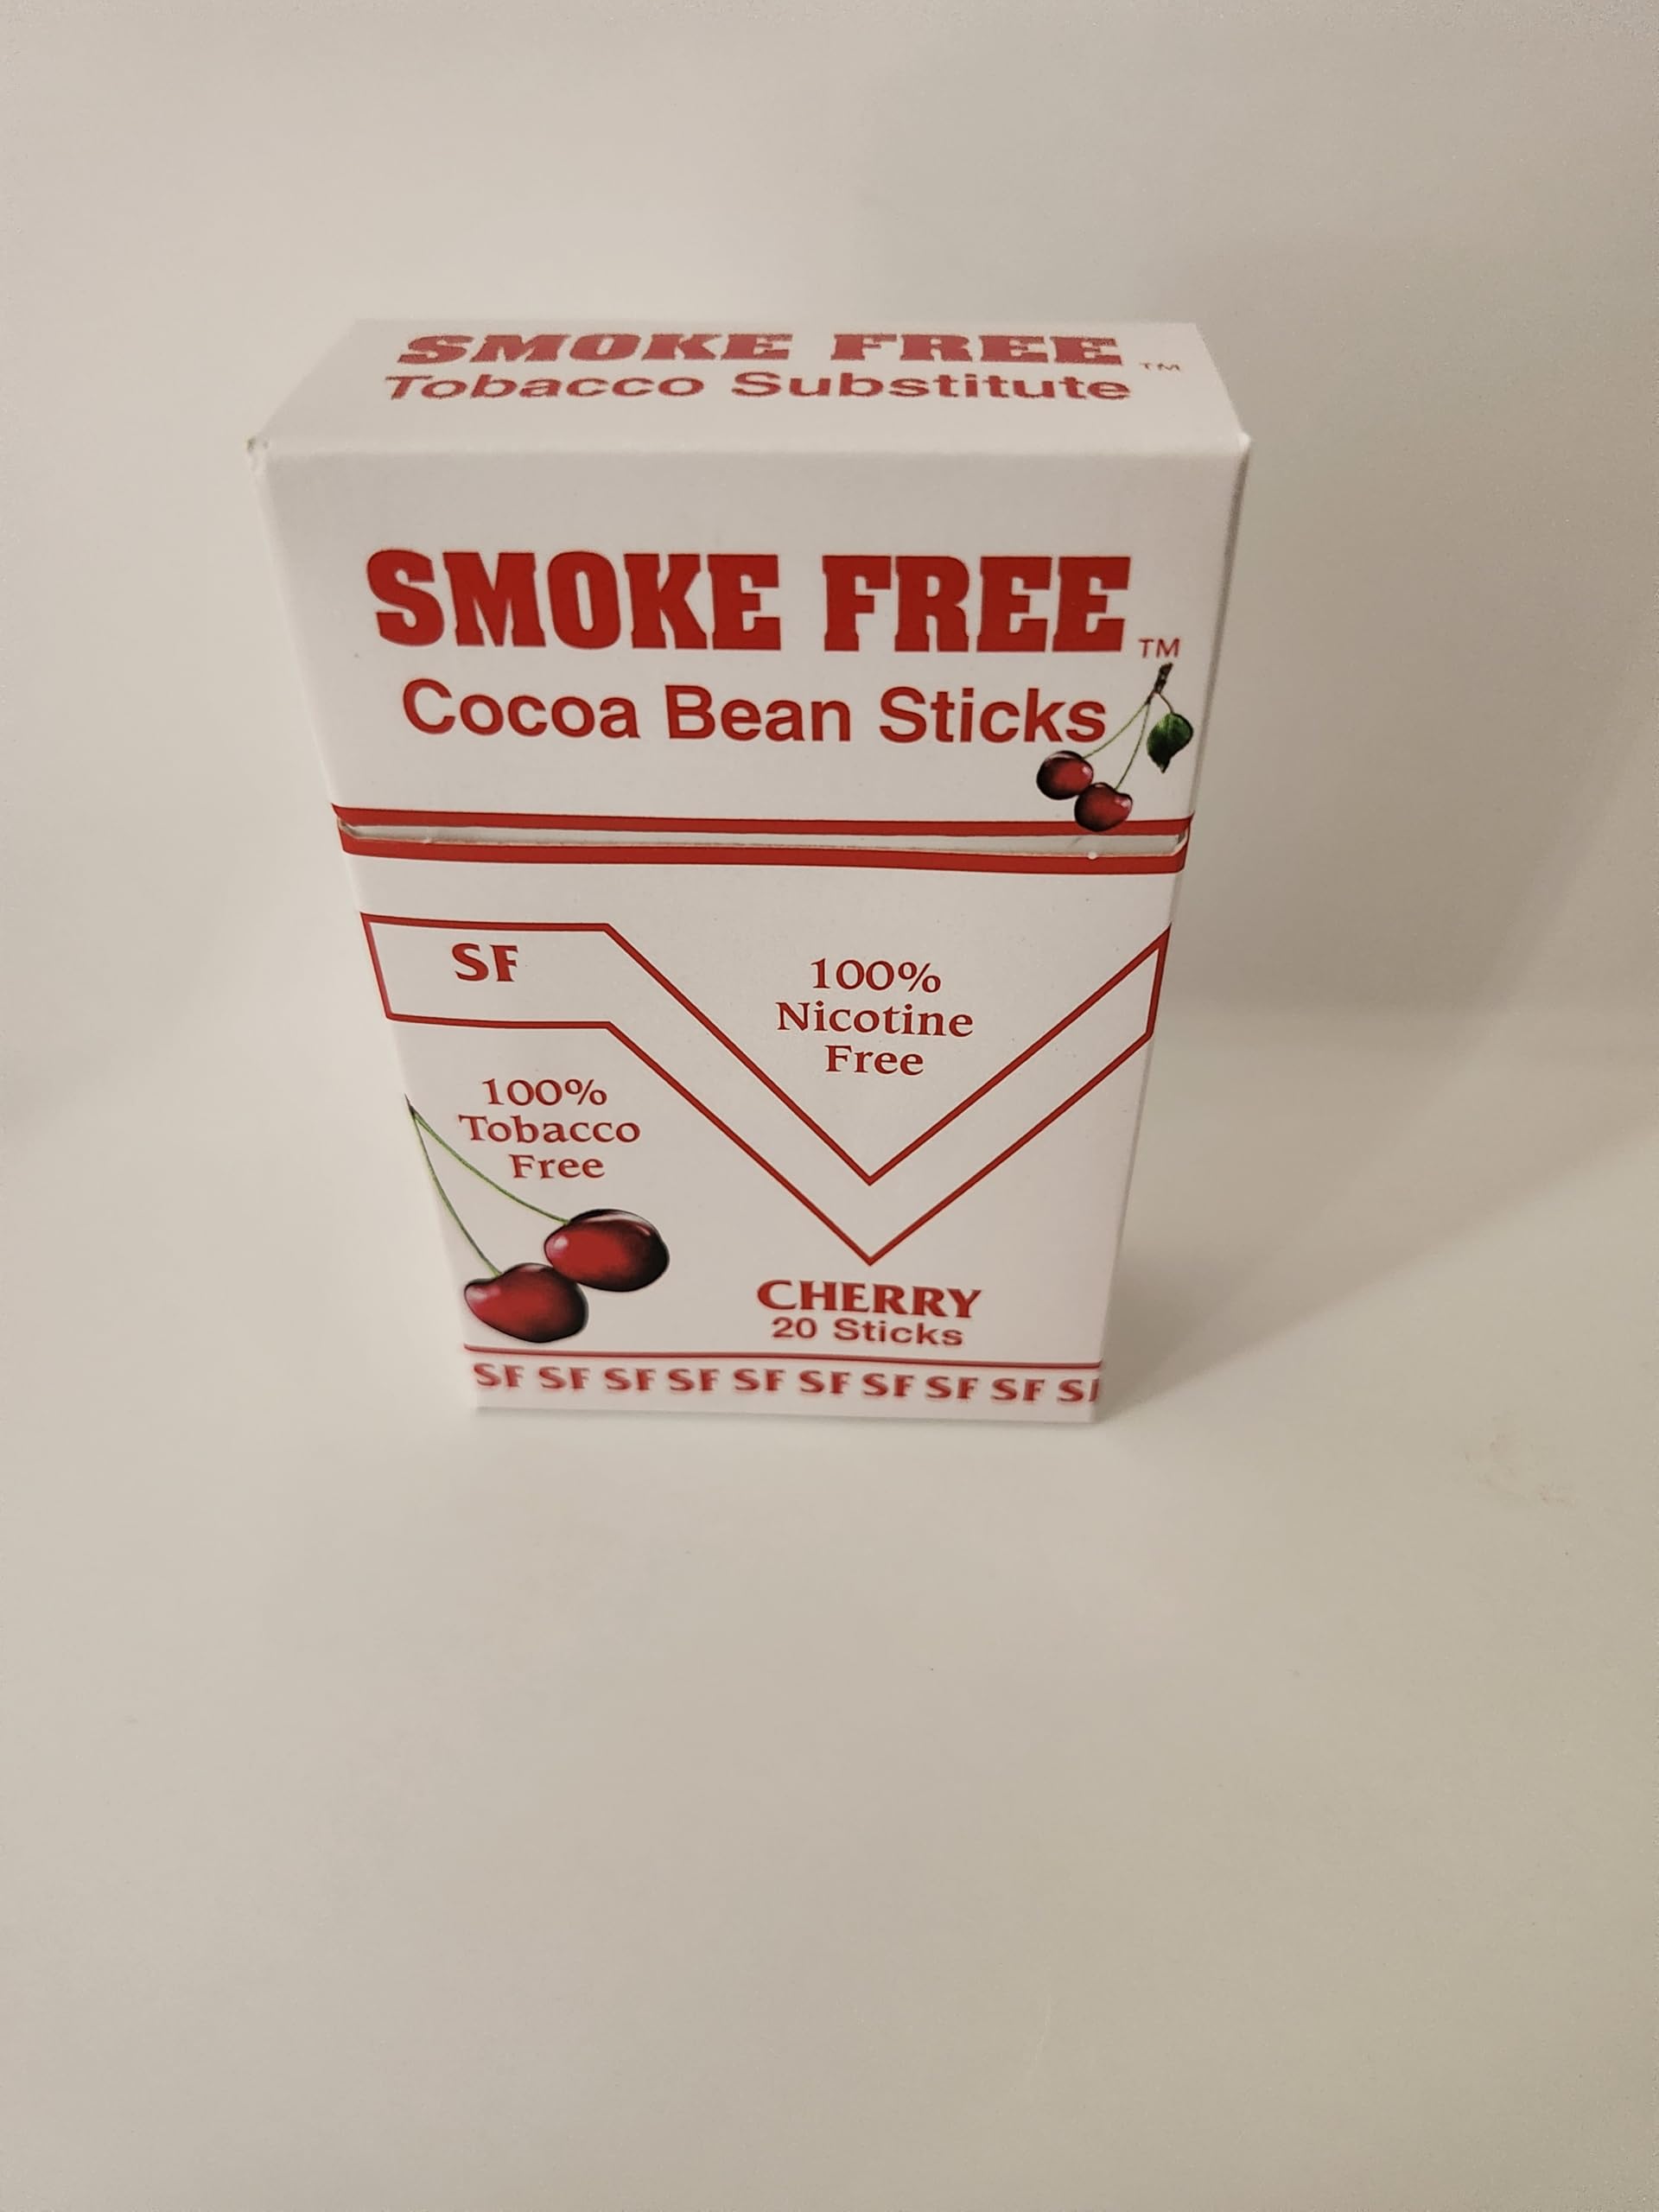 SMOKE FREE ™
Tobacco Substitute
SMOKE FREE ™
Cocoa Bean Sticks
SF
100%
Nicotine
Free
100%
Tobacco
Free
CHERRY
20 Sticks
SF SF SF SF SF SF SF SF SF SF